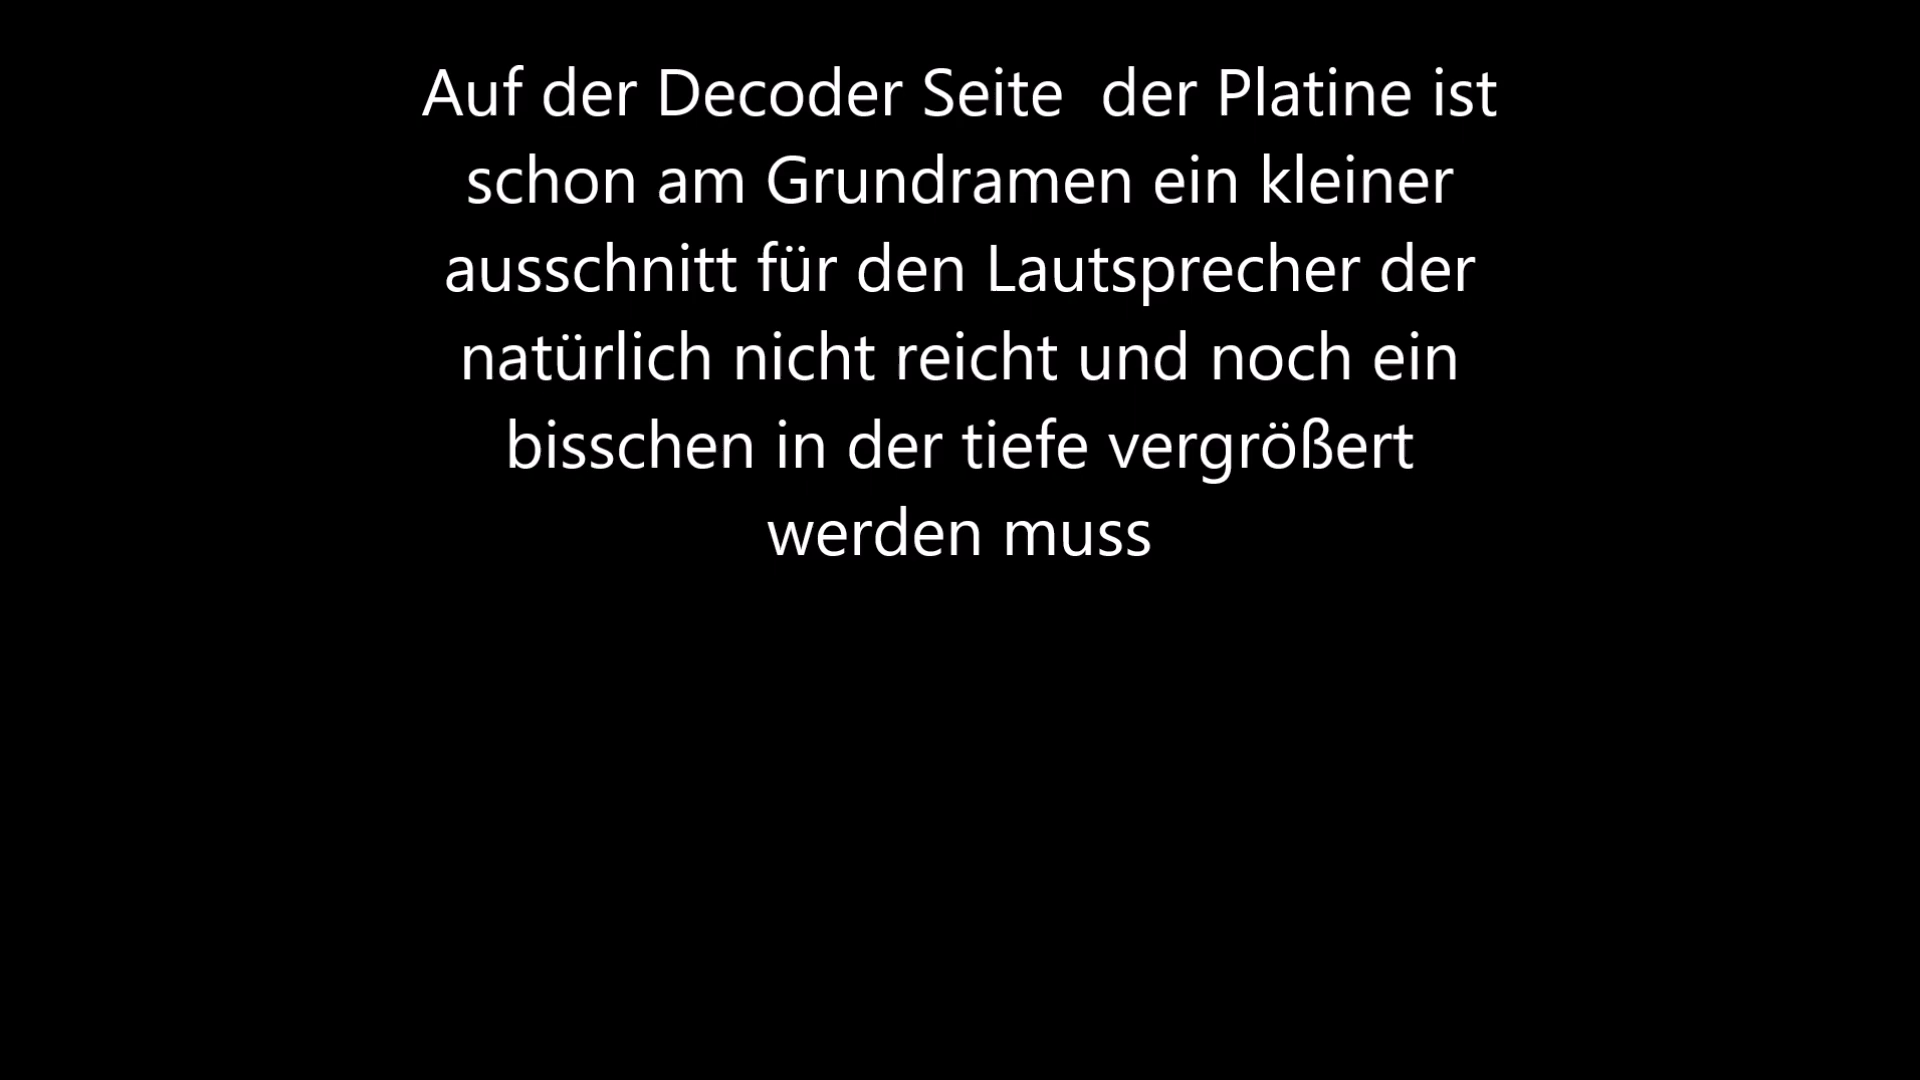 Auf der Decoder Seite  der Platine ist
schon am Grundramen ein kleiner
ausschnitt für den Lautsprecher der
natürlich nicht reicht und noch ein
bisschen in der tiefe vergrößert
werden muss